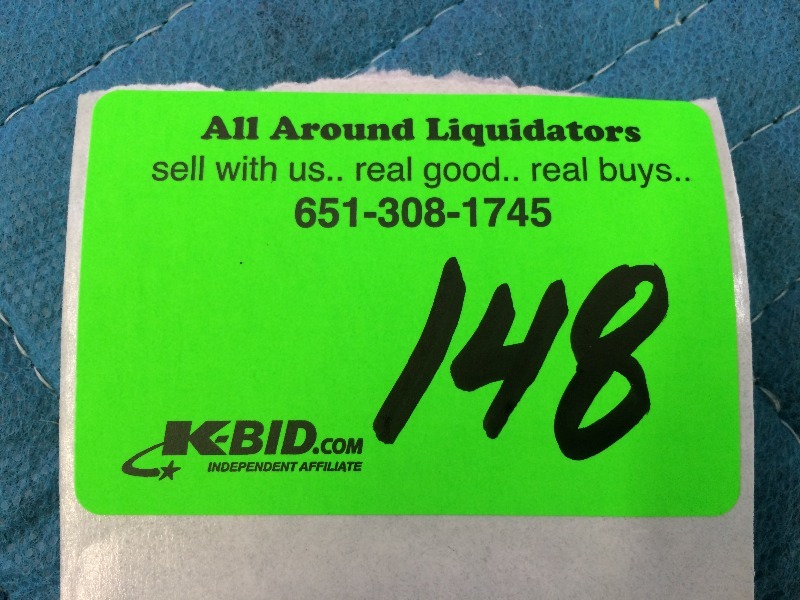 All Around Liquidators
sell with us.. real good.. real buys..
651-308-1745
148
K-BID.COM
INDEPENDENT AFFILIATE